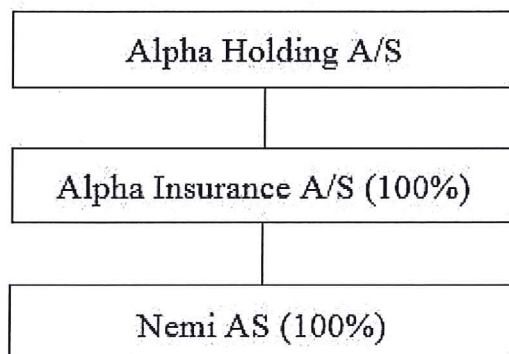 Alpha Holding A/S
Alpha Insurance A/S (100%)
Nemi AS (100%)